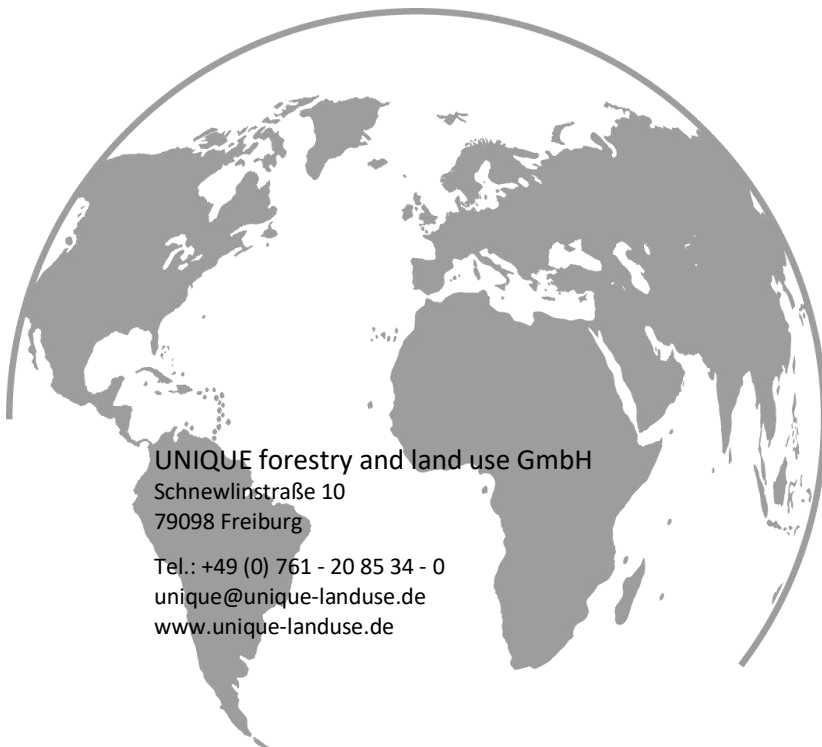 UNIQUE forestry and land use GmbH
Schnewlinstraße 10
79098 Freiburg
Tel.: +49 (0) 761 - 20 85 34 - 0
unique@unique-landuse.de
www.unique-landuse.de